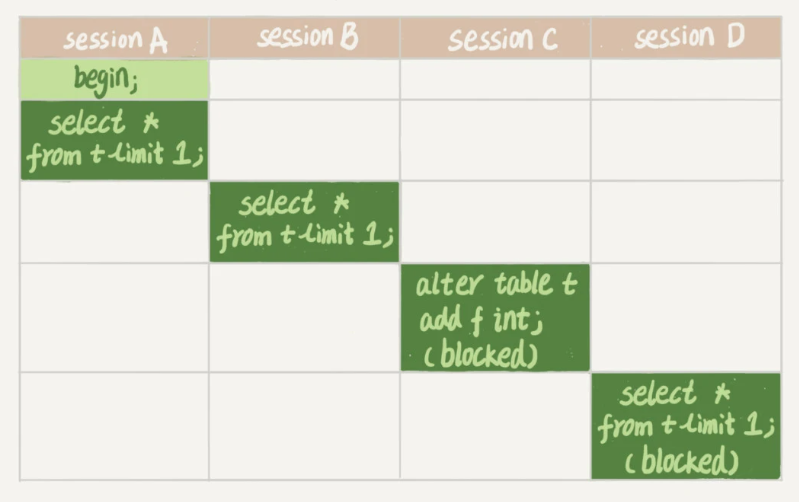 session A
session B
session C
session D
begin;
select *
from t limit 1;
select *
from t limit 1;
alter table t
add f int;
(blocked)
select *
from t limit 1;
(blocked)